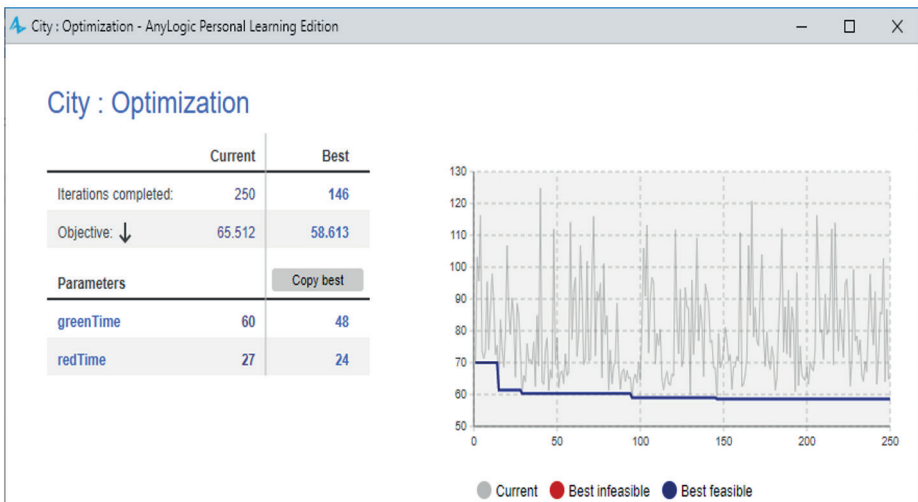 City : Optimization - AnyLogic Personal Learning Edition
City : Optimization
Current Best
Iterations completed: 250 146
Objective: ↓ 65.512 58.613
Parameters Copy best
greenTime 60 48
redTime 27 24
130
120
110
100
90
80
70
60
50
0 50 100 150 200 250
Current Best infeasible Best feasible